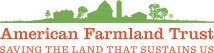 American Farmland Trust
SAVING THE LAND THAT SUSTAINS US